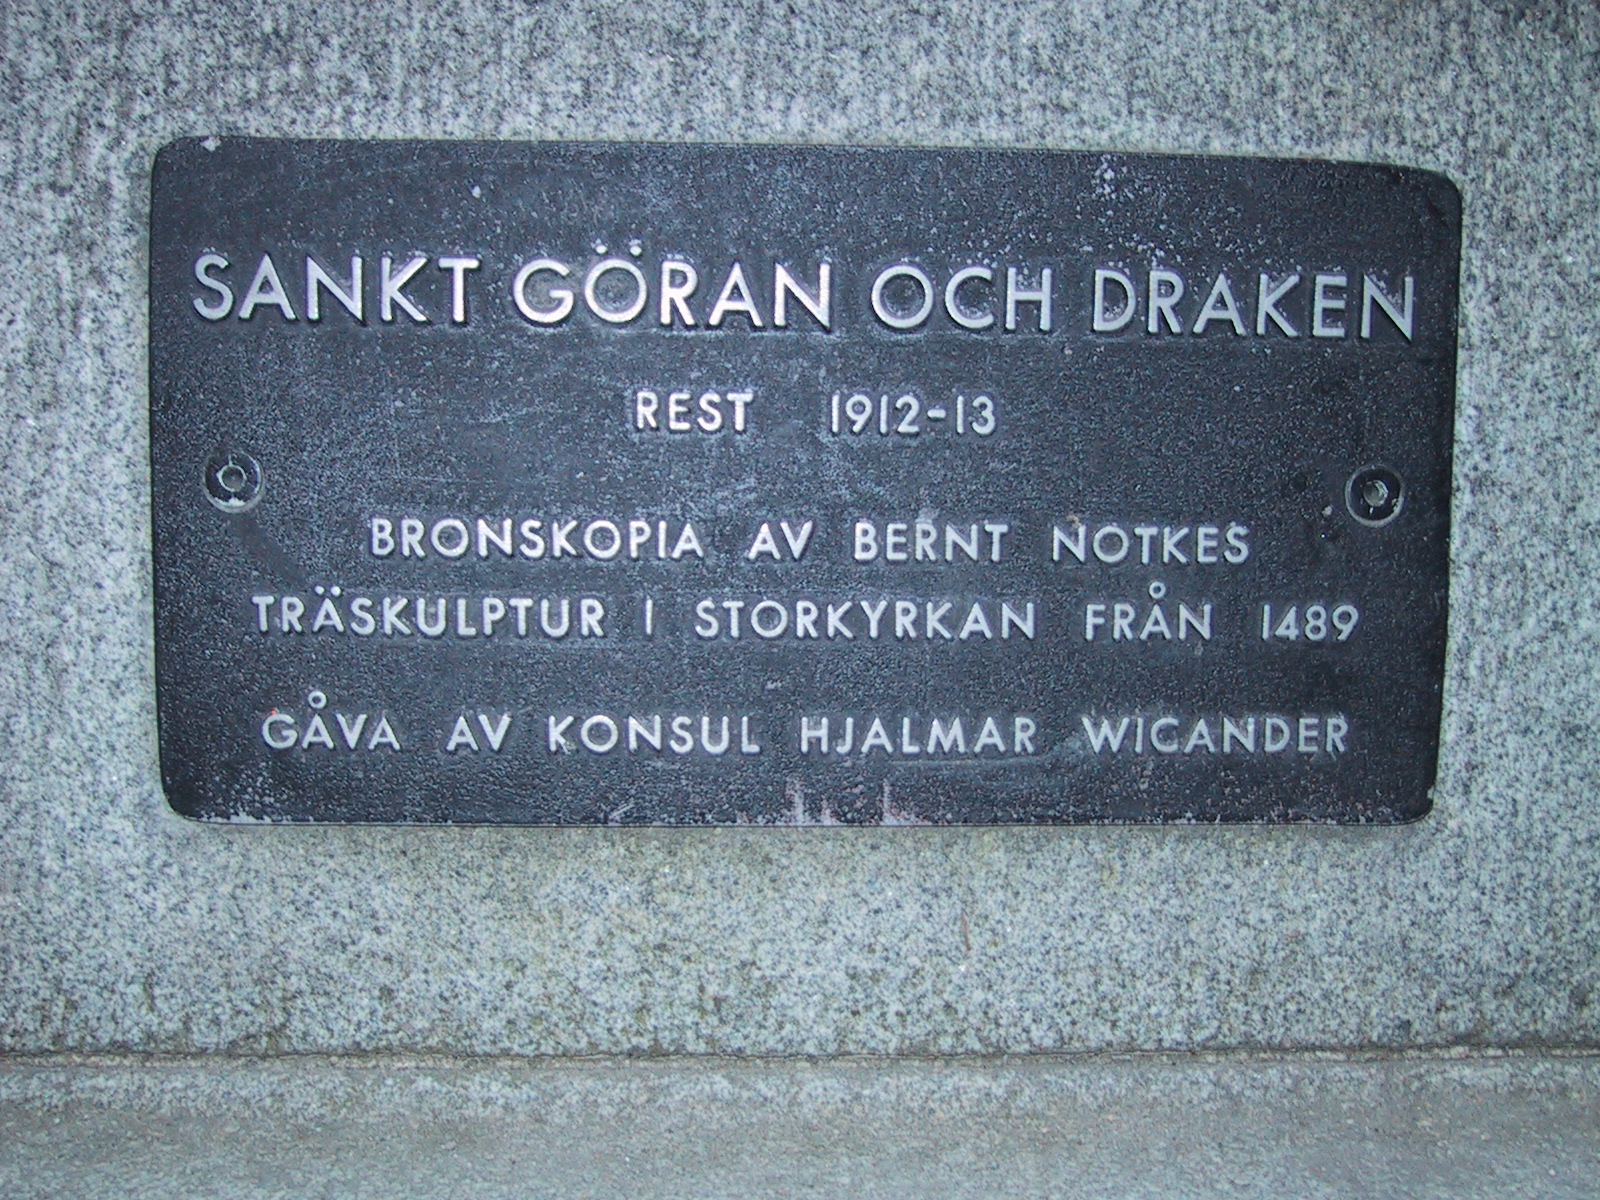 SANKT GÖRAN OCH DRAKEN
REST 1912-13
BRONSKOPIA AV BERNT NOTKES
TRÄSKULPTUR I STORKYRKAN FRÅN 1489
GÅVA AV KONSUL HJALMAR WICANDER